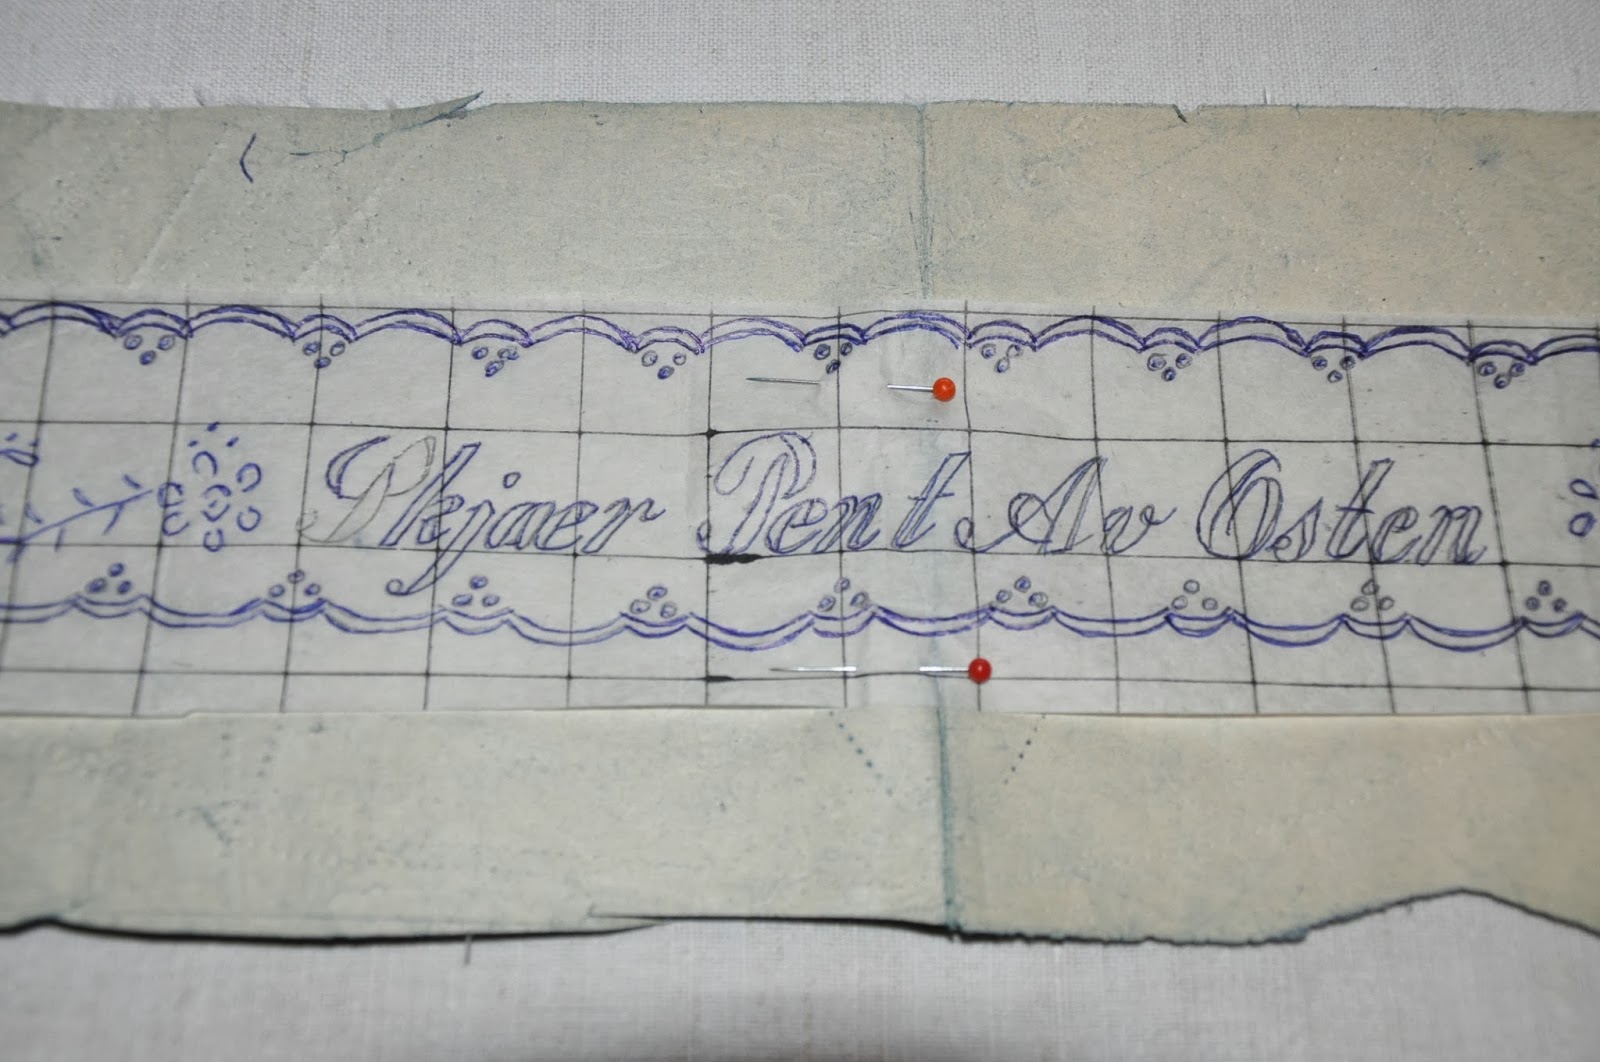 Skjaer Pent Av Osten